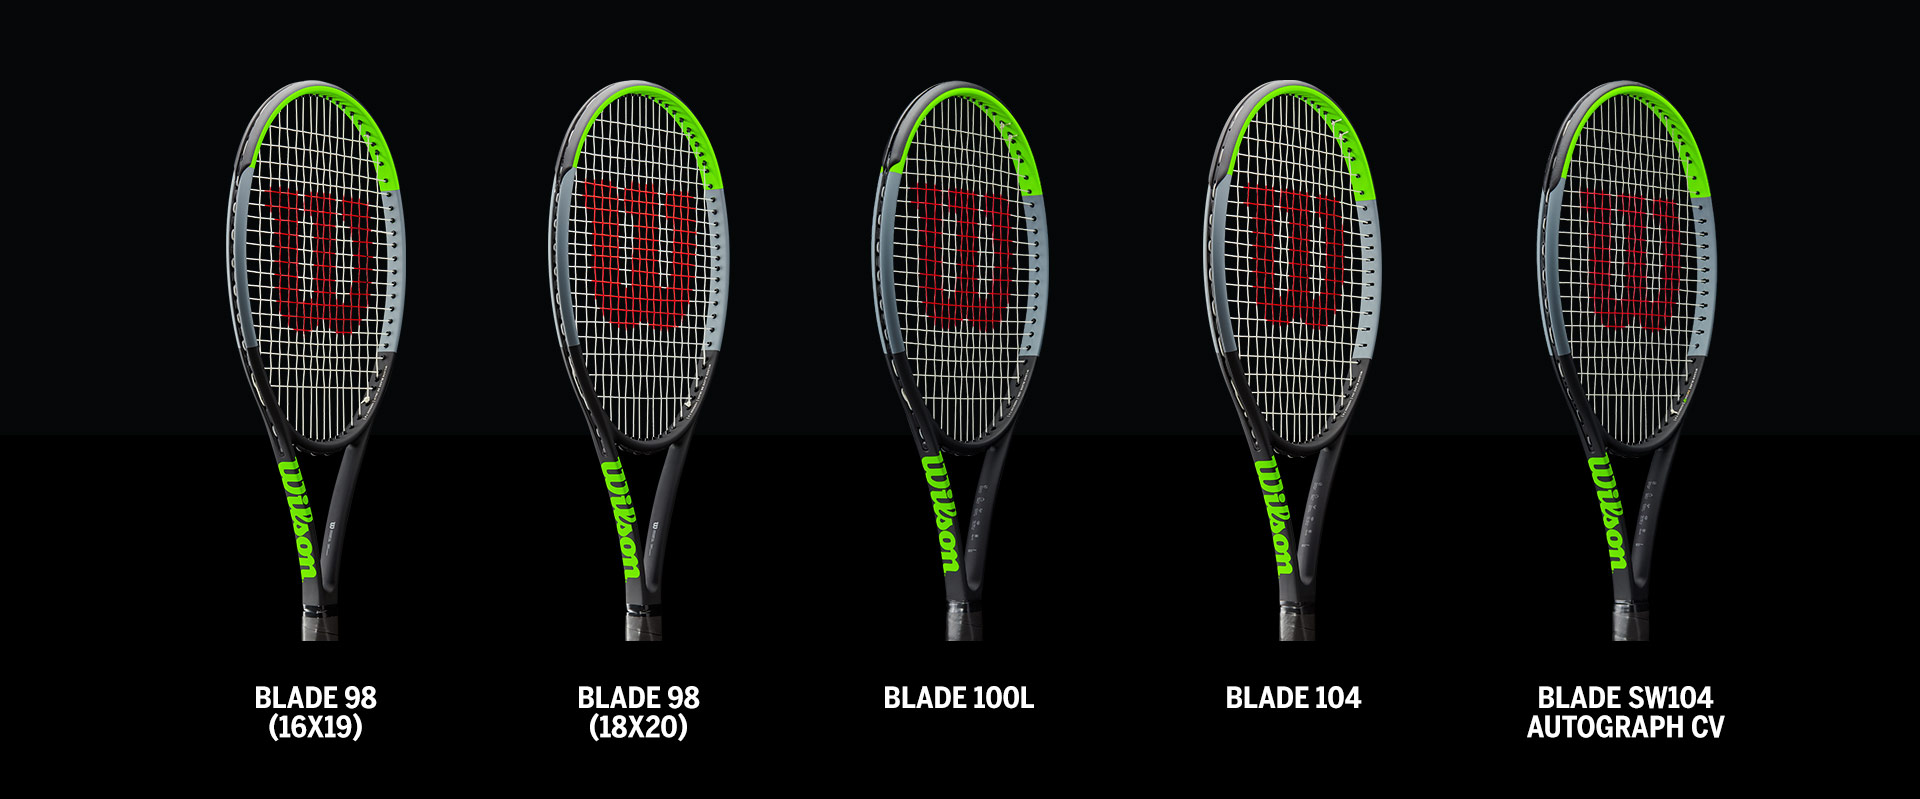 Wilson
Wilson
Wilson
Wilson
Wilson
BLADE 98
(16X19)
BLADE 98
(18X20)
BLADE 100L
BLADE 104
BLADE SW104
AUTOGRAPH CV